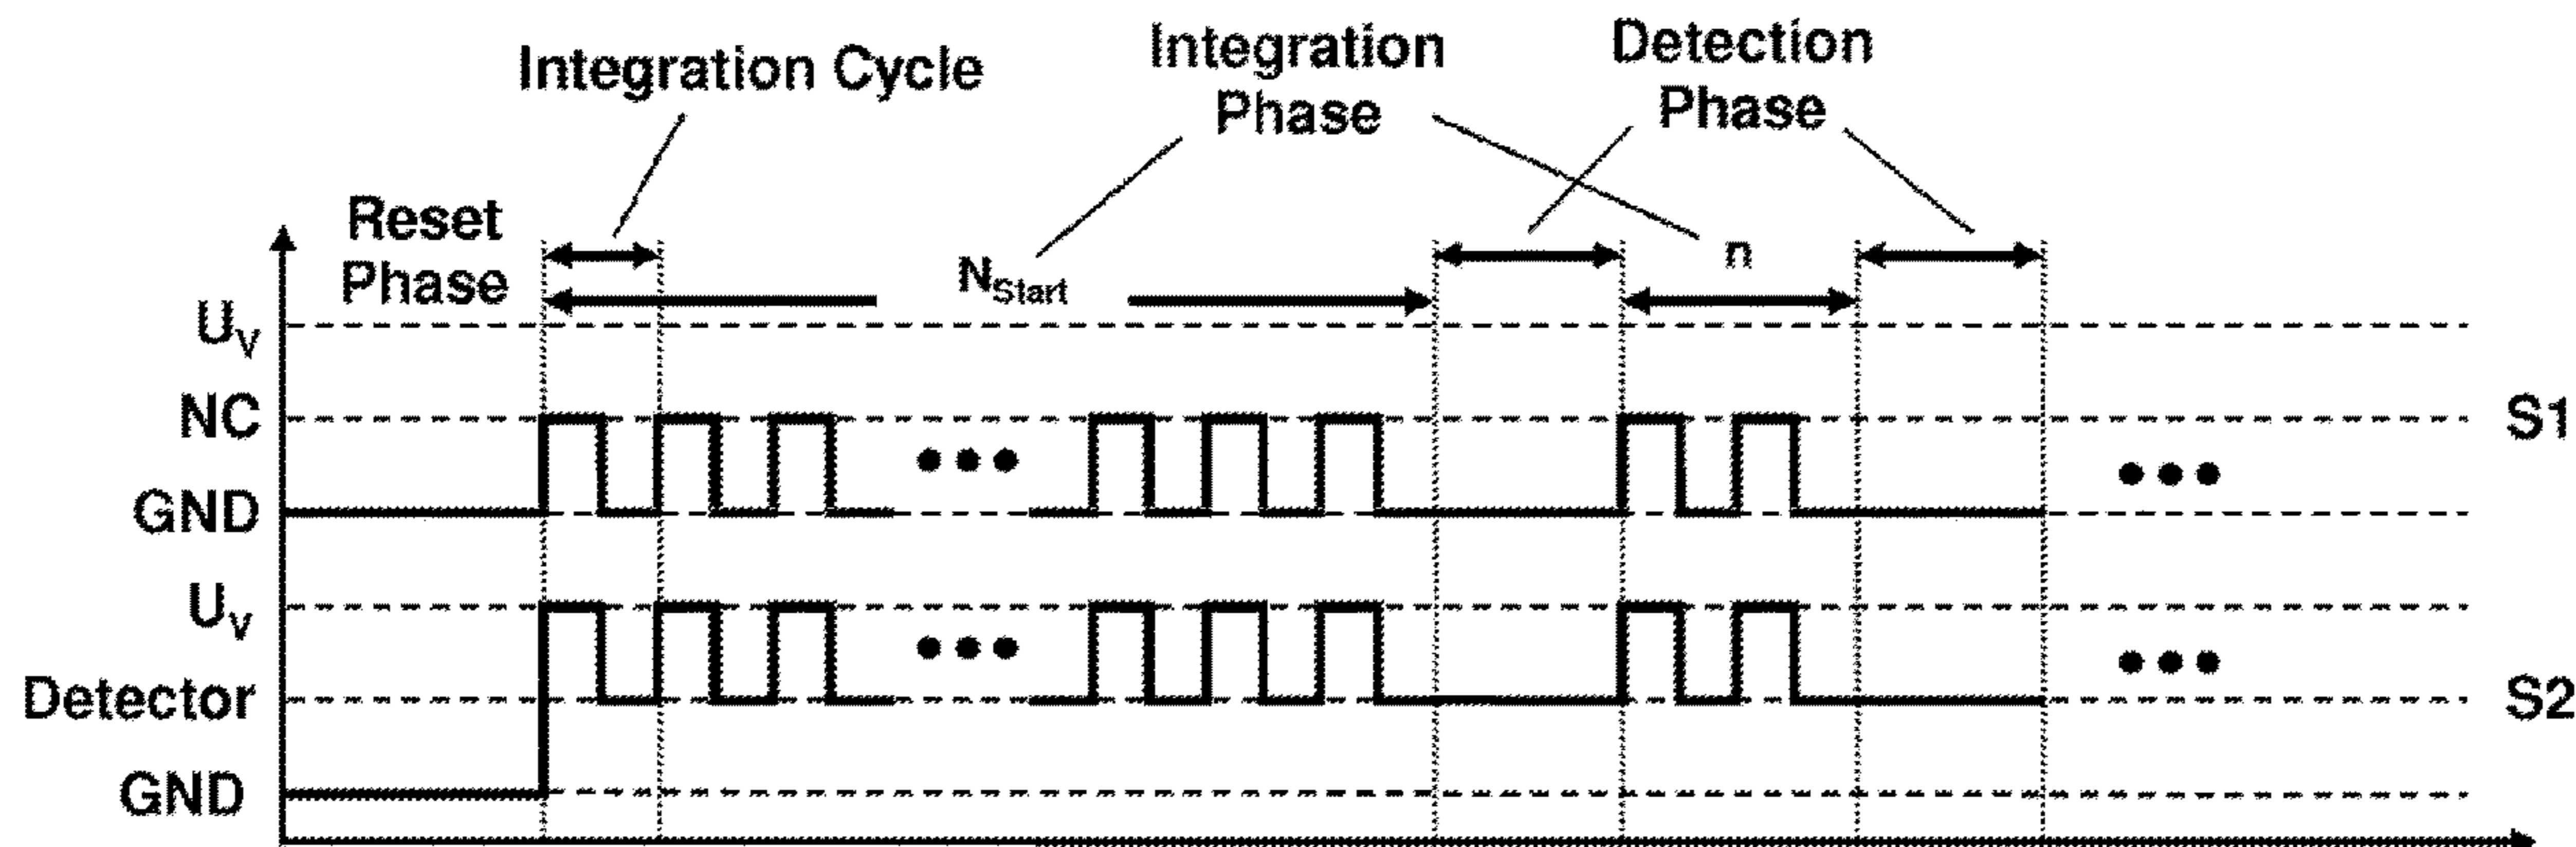 Integration Cycle
Integration
Phase
Detection
Phase
Reset
Phase
NStart
n
UV
NC
GND
S1
UV
Detector
GND
S2